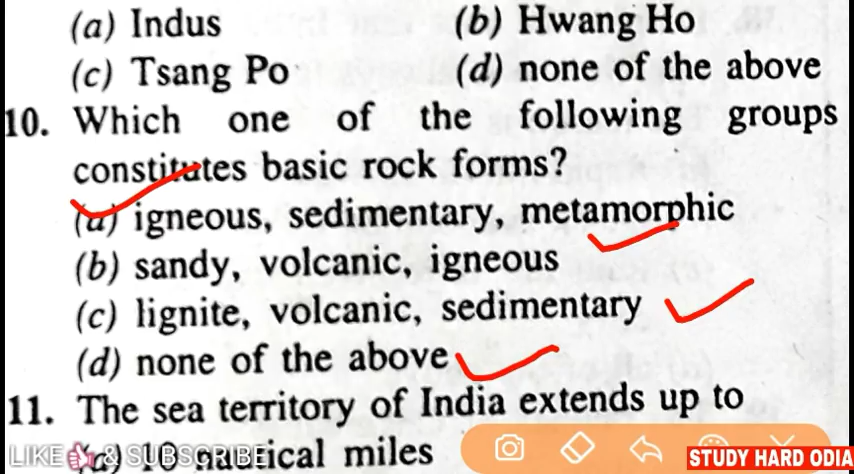 (a) Indus (b) Hwang Ho
(c) Tsang Po (d) none of the above
10. Which one of the following groups
constitutes basic rock forms?
(a) igneous, sedimentary, metamorphic
(b) sandy, volcanic, igneous
(c) lignite, volcanic, sedimentary
(d) none of the above
11. The sea territory of India extends up to
(a) 10 nautical miles
LIKE & SUBSCRIBE
STUDY HARD ODIA